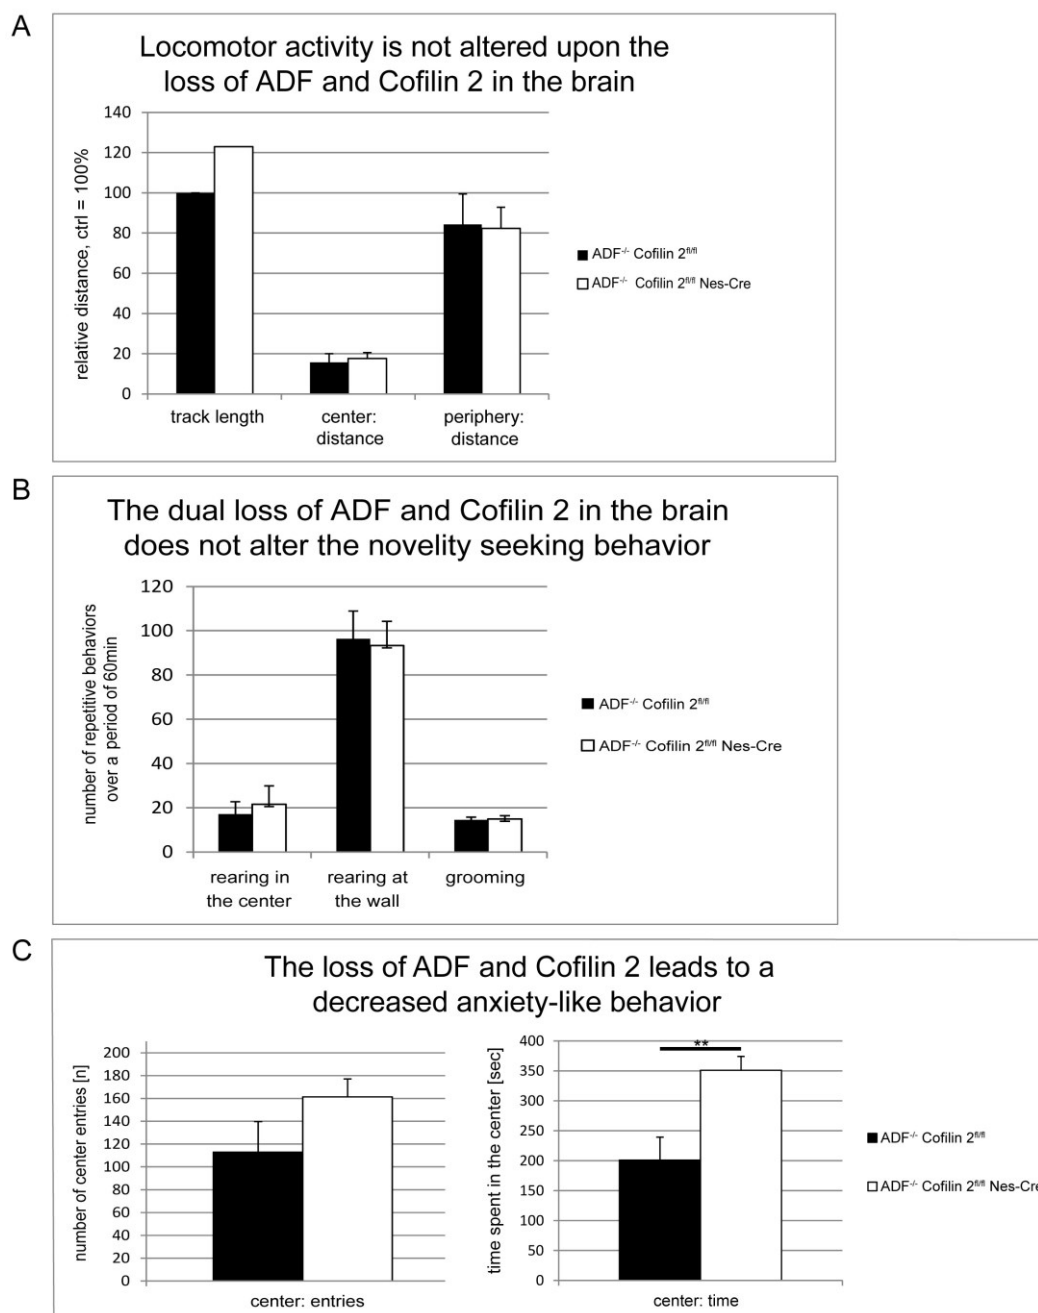 A
Locomotor activity is not altered upon the
loss of ADF and Cofilin 2 in the brain
relative distance, ctrl = 100%
140
120
100
80
60
40
20
0
track length
center:
distance
periphery:
distance
ADF-/- Cofilin 2fl/fl
ADF-/- Cofilin 2fl/fl Nes-Cre
B
The dual loss of ADF and Cofilin 2 in the brain
does not alter the novelity seeking behavior
number of repetitive behaviors
over a period of 60min
120
100
80
60
40
20
0
rearing in
the center
rearing at
the wall
grooming
ADF-/- Cofilin 2fl/fl
ADF-/- Cofilin 2fl/fl Nes-Cre
C
The loss of ADF and Cofilin 2 leads to a
decreased anxiety-like behavior
number of center entries [n]
200
180
160
140
120
100
80
60
40
20
0
center: entries
time spent in the center [sec]
400
350
300
250
200
150
100
50
0
**
center: time
ADF-/- Cofilin 2fl/fl
ADF-/- Cofilin 2fl/fl Nes-Cre